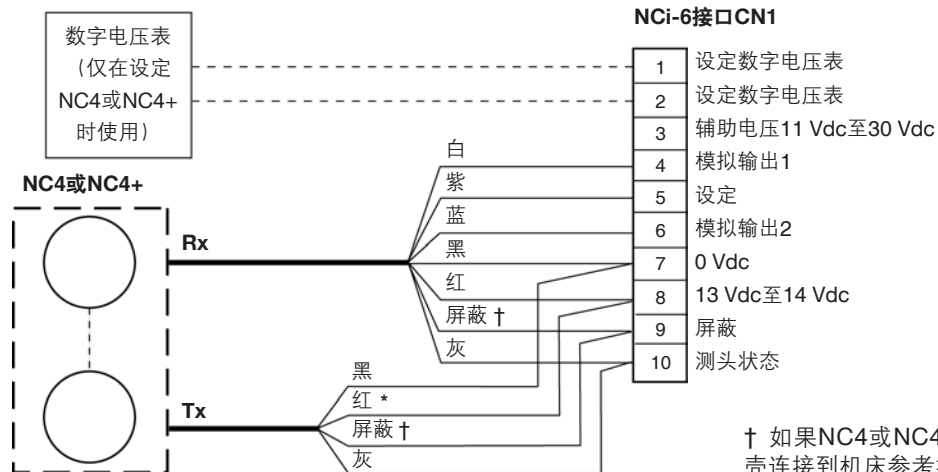 NCi-6接口CN1
数字电压表
（仅在设定
NC4或NC4+
时使用）
1 设定数字电压表
2 设定数字电压表
3 辅助电压11 Vdc至30 Vdc
4 模拟输出1
5 设定
6 模拟输出2
7 0 Vdc
8 13 Vdc至14 Vdc
9 屏蔽
10 测头状态
NC4或NC4+
Rx
白
紫
蓝
黑
红
屏蔽 †
灰
Tx
黑
红 *
屏蔽 †
灰
† 如果NC4或NC4
壳连接到机床参考